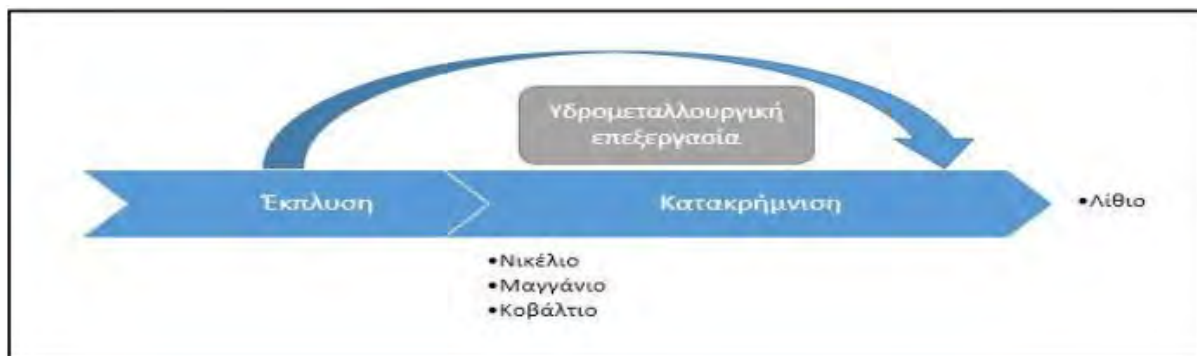 Υδρομεταλλουργική
επεξεργασία
Έκπλυση
Κατακρήμνιση
•Λίθιο
•Νικέλιο
•Μαγγάνιο
•Κοβάλτιο